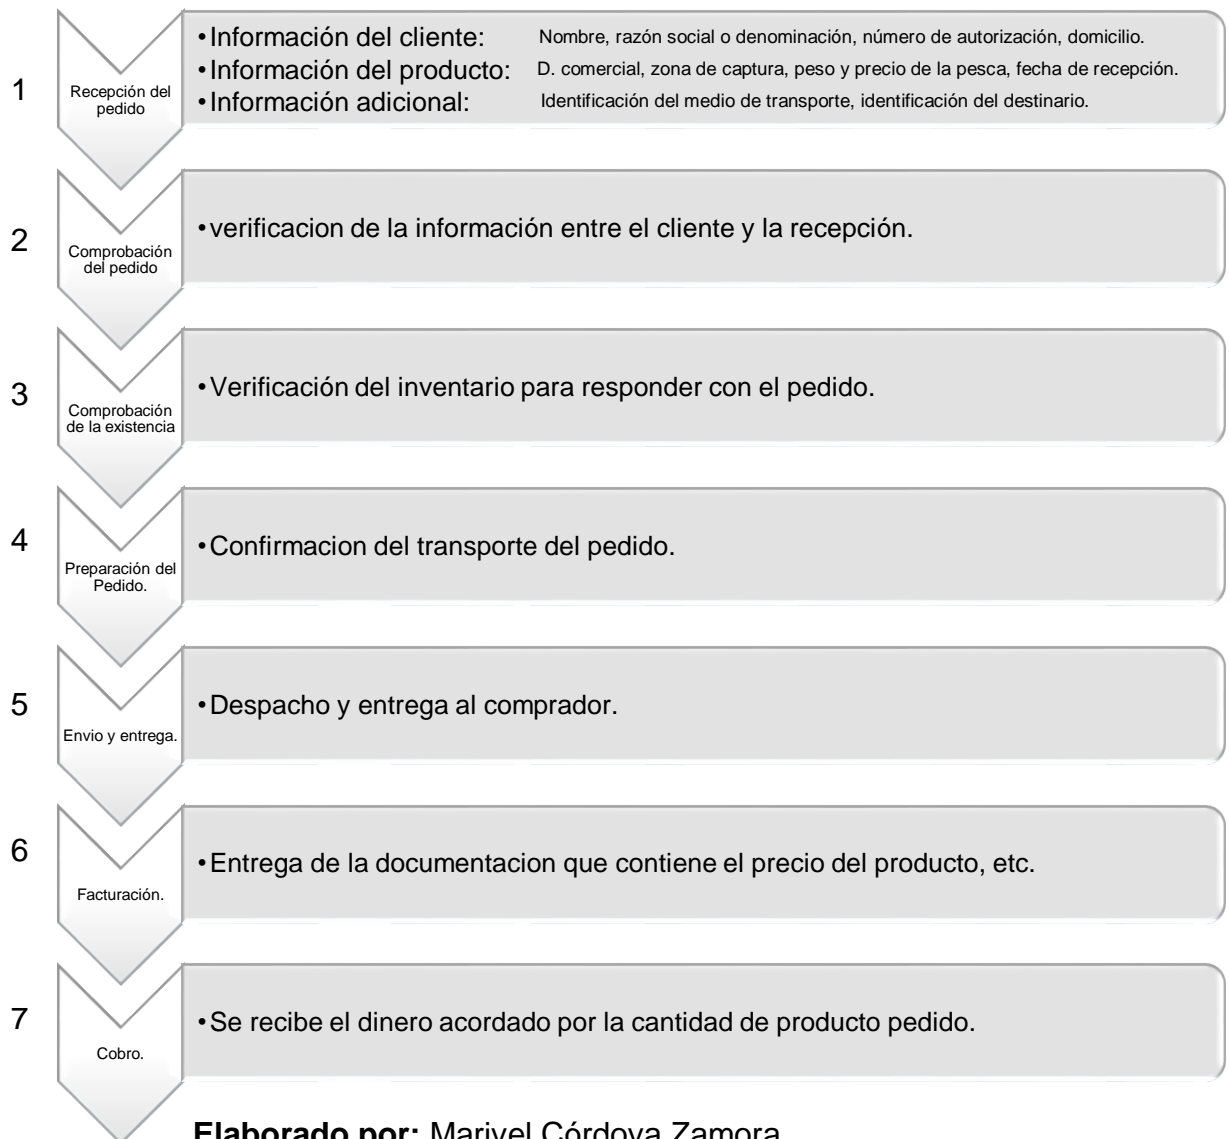 1
Recepción del
pedido
•Información del cliente: Nombre, razón social o denominación, número de autorización, domicilio.
•Información del producto: D. comercial, zona de captura, peso y precio de la pesca, fecha de recepción.
•Información adicional: Identificación del medio de transporte, identificación del destinario.
2
Comprobación
del pedido
•verificacion de la información entre el cliente y la recepción.
3
Comprobación
de la existencia
•Verificación del inventario para responder con el pedido.
4
Preparación del
Pedido.
•Confirmacion del transporte del pedido.
5
Envio y entrega.
•Despacho y entrega al comprador.
6
Facturación.
•Entrega de la documentacion que contiene el precio del producto, etc.
7
Cobro.
•Se recibe el dinero acordado por la cantidad de producto pedido.
Elaborado por: Marivel Córdova Zamora